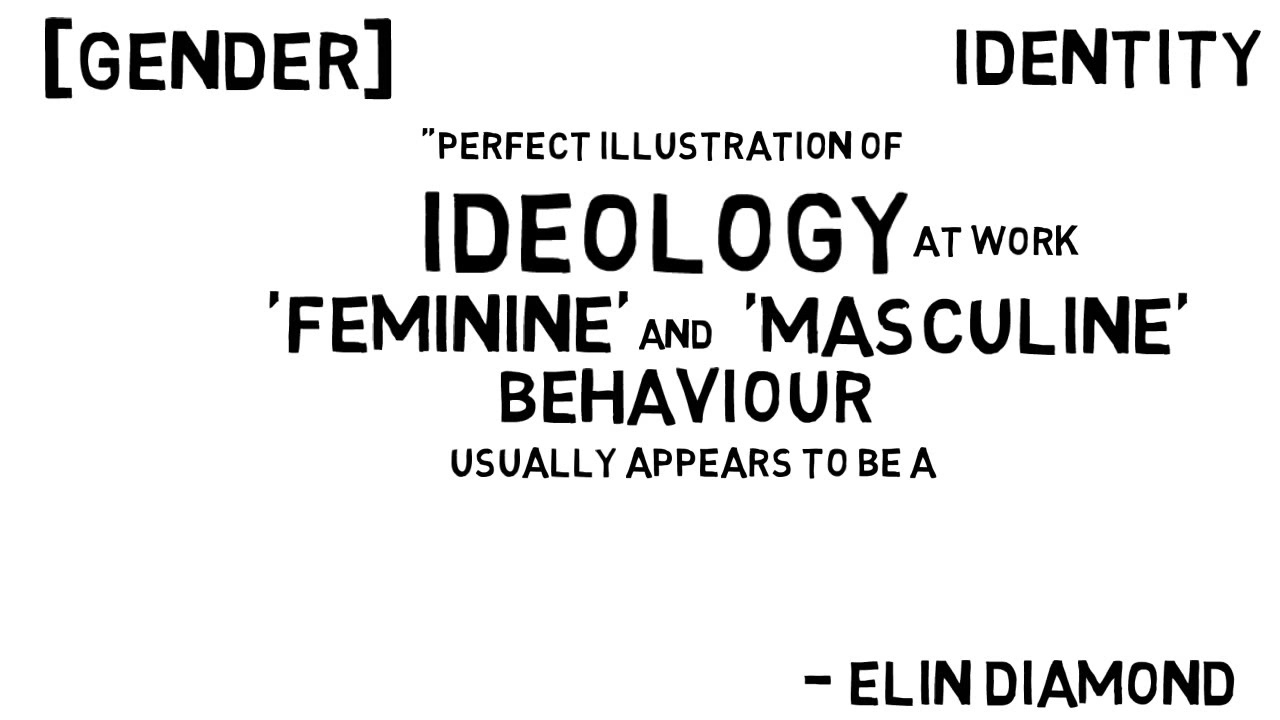 [GENDER] IDENTITY
"PERFECT ILLUSTRATION OF
IDEOLOGY AT WORK
'FEMININE' AND 'MASCULINE'
BEHAVIOUR
USUALLY APPEARS TO BE A
- ELIN DIAMOND